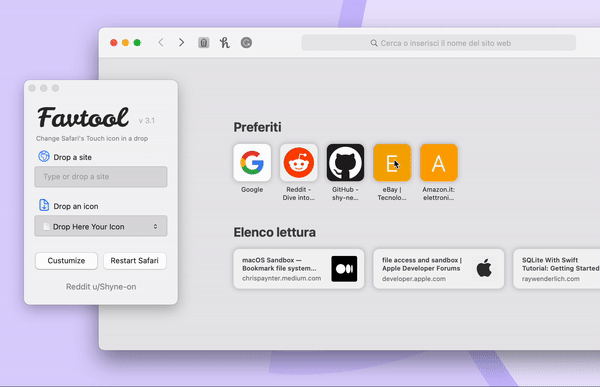 Cerca o inserisci il nome del sito web
Favtool v 3.1
Change Safari's Touch icon in a drop
Drop a site
Type or drop a site
Drop an icon
Drop Here Your Icon
Custumize Restart Safari
Reddit u/Shyne-on
Preferiti
E A
Google
Reddit -
Dive into...
GitHub -
shy-ne...
eBay |
Tecnolo...
Amazon.it:
elettroni...
Elenco lettura
macOS Sandbox —
Bookmark file system...
chrispaynter.medium.com
file access and sandbox |
Apple Developer Forums
developer.apple.com
SQLite With Swift
Tutorial: Getting Started
raywenderlich.com